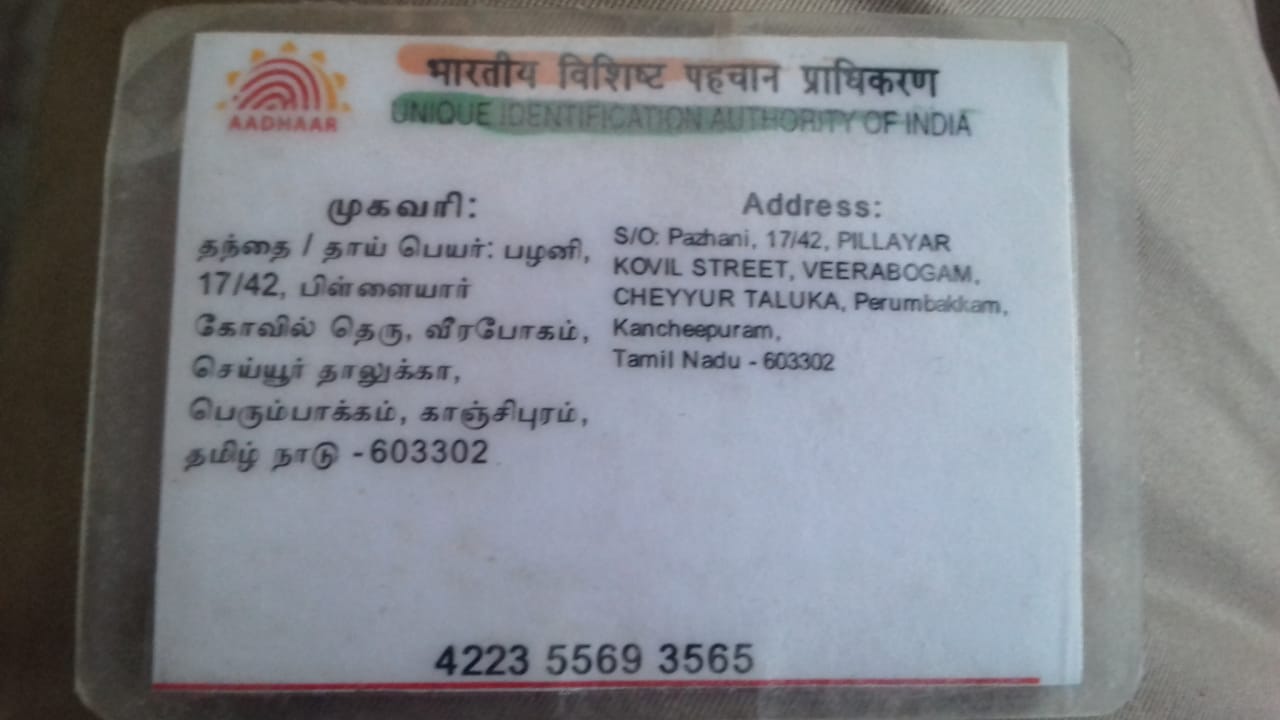 भारतीय विशिष्ट पहचान प्राधिकरण
UNIQUE IDENTIFICATION AUTHORITY OF INDIA
AADHAAR
முகவரி:
தந்தை / தாய் பெயர்: பழனி,
17/42, பிள்ளையார்
கோவில் தெரு, வீரபோகம்,
செய்யூர் தாலுக்கா,
பெரும்பாக்கம், காஞ்சிபுரம்,
தமிழ் நாடு - 603302
Address:
S/O: Pazhani, 17/42, PILLAYAR
KOVIL STREET, VEERABOGAM,
CHEYYUR TALUKA, Perumbakkam,
Kancheepuram,
Tamil Nadu - 603302
4223 5569 3565